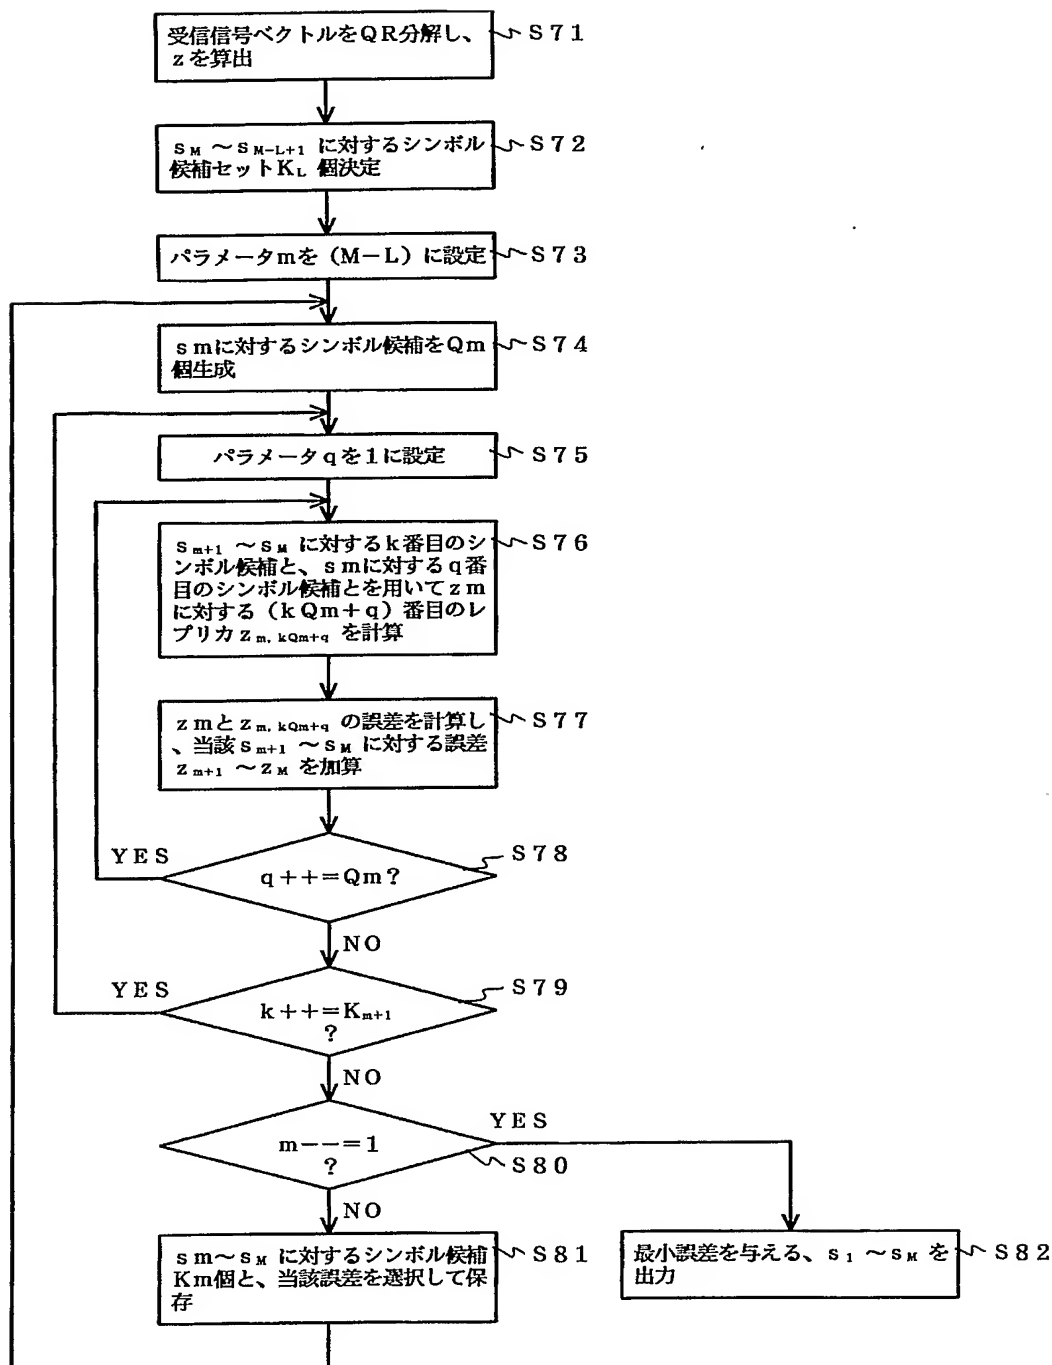 受信信号ベクトルをQR分解し、
zを算出
S71
sM ~sM-L+1 に対するシンボル
候補セットKL 個決定
S72
パラメータmを(M-L)に設定
S73
smに対するシンボル候補をQm
個生成
S74
パラメータqを1に設定
S75
sm+1 ~sM に対するk番目のシ
ンボル候補と、smに対するq番
目のシンボル候補とを用いてzm
に対する(kQm+q)番目のレ
プリカzm,kQm+q を計算
S76
zmとzm,kQm+q の誤差を計算し
、当該sm+1 ~sM に対する誤差
zm+1 ~zM を加算
S77
YES
q++=Qm?
S78
NO
YES
k++=Km+1
?
S79
NO
YES
m--=1
?
S80
NO
sm~sM に対するシンボル候補
Km個と、当該誤差を選択して保
存
S81
最小誤差を与える、s1 ~sM を
出力
S82